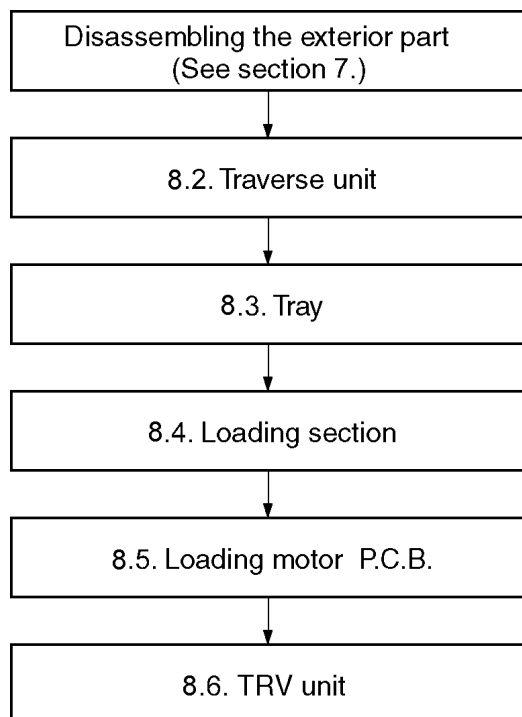 Disassembling the exterior part
(See section 7.)
8.2. Traverse unit
8.3. Tray
8.4. Loading section
8.5. Loading motor P.C.B.
8.6. TRV unit